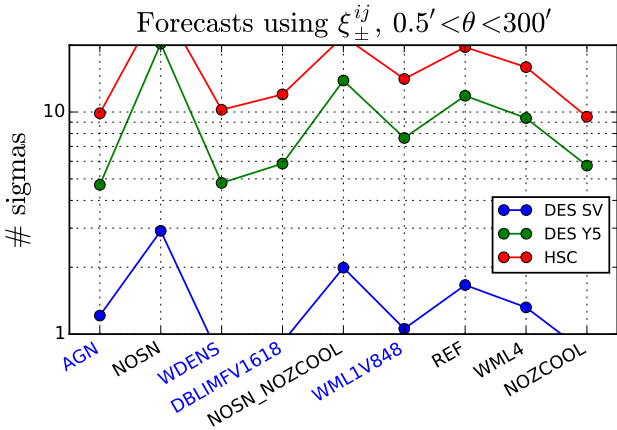 Forecasts using ξ±^{ij}, 0.5′<θ<300′
# sigmas
10
1
DES SV
DES Y5
HSC
AGN
NOSN
WDENS
DBLIMFV1618
NOSN_NOZCOOL
WML1V848
REF
WML4
NOZCOOL